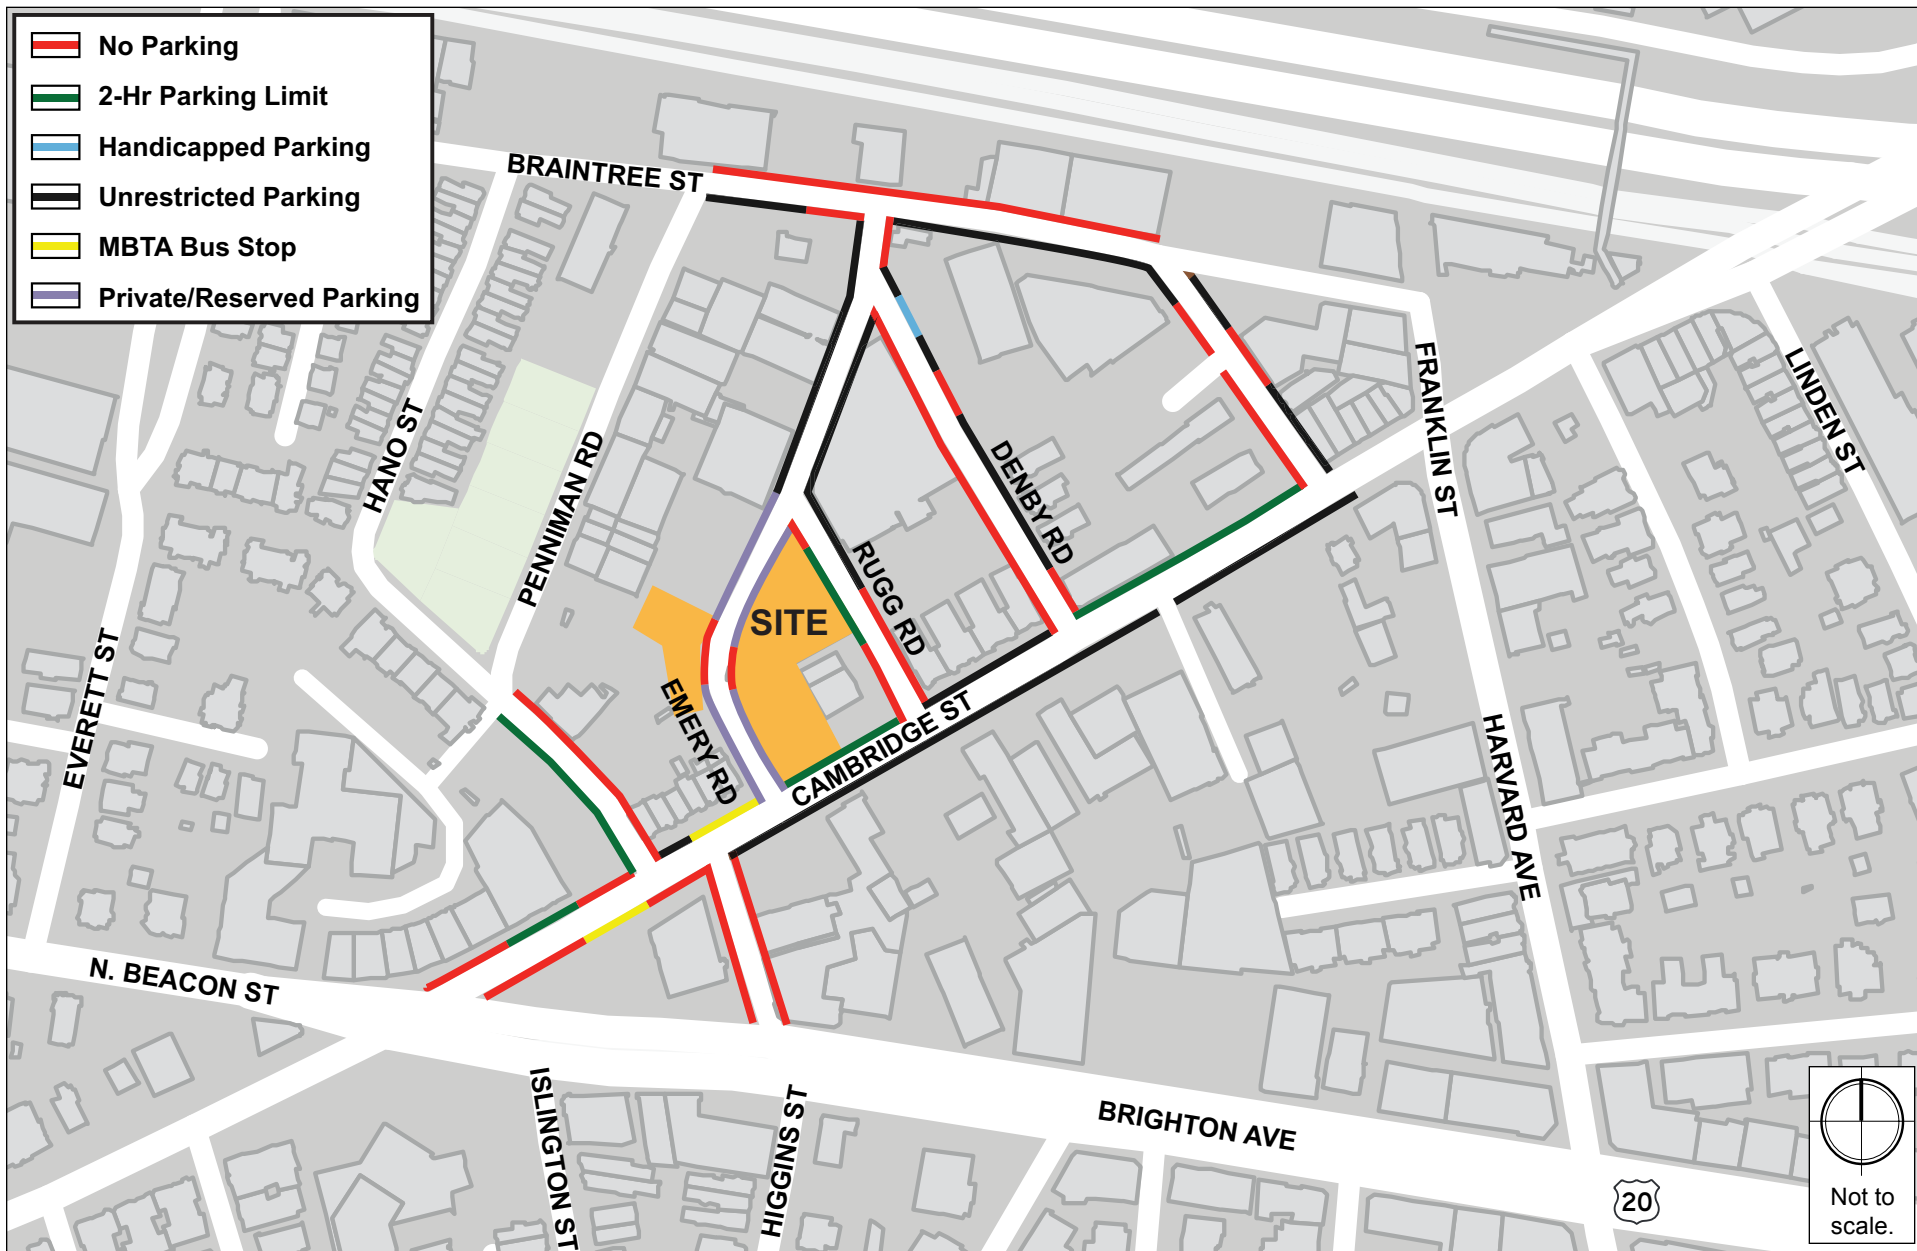 No Parking
2-Hr Parking Limit
Handicapped Parking
Unrestricted Parking
MBTA Bus Stop
Private/Reserved Parking
BRAINTREE ST
HANO ST
PENNIMAN RD
FRANKLIN ST
LINDEN ST
DENBY RD
RUGG RD
SITE
EVERETT ST
EMERY RD
CAMBRIDGE ST
HARVARD AVE
N. BEACON ST
ISLINGTON ST
HIGGINS ST
BRIGHTON AVE
20
Not to
scale.